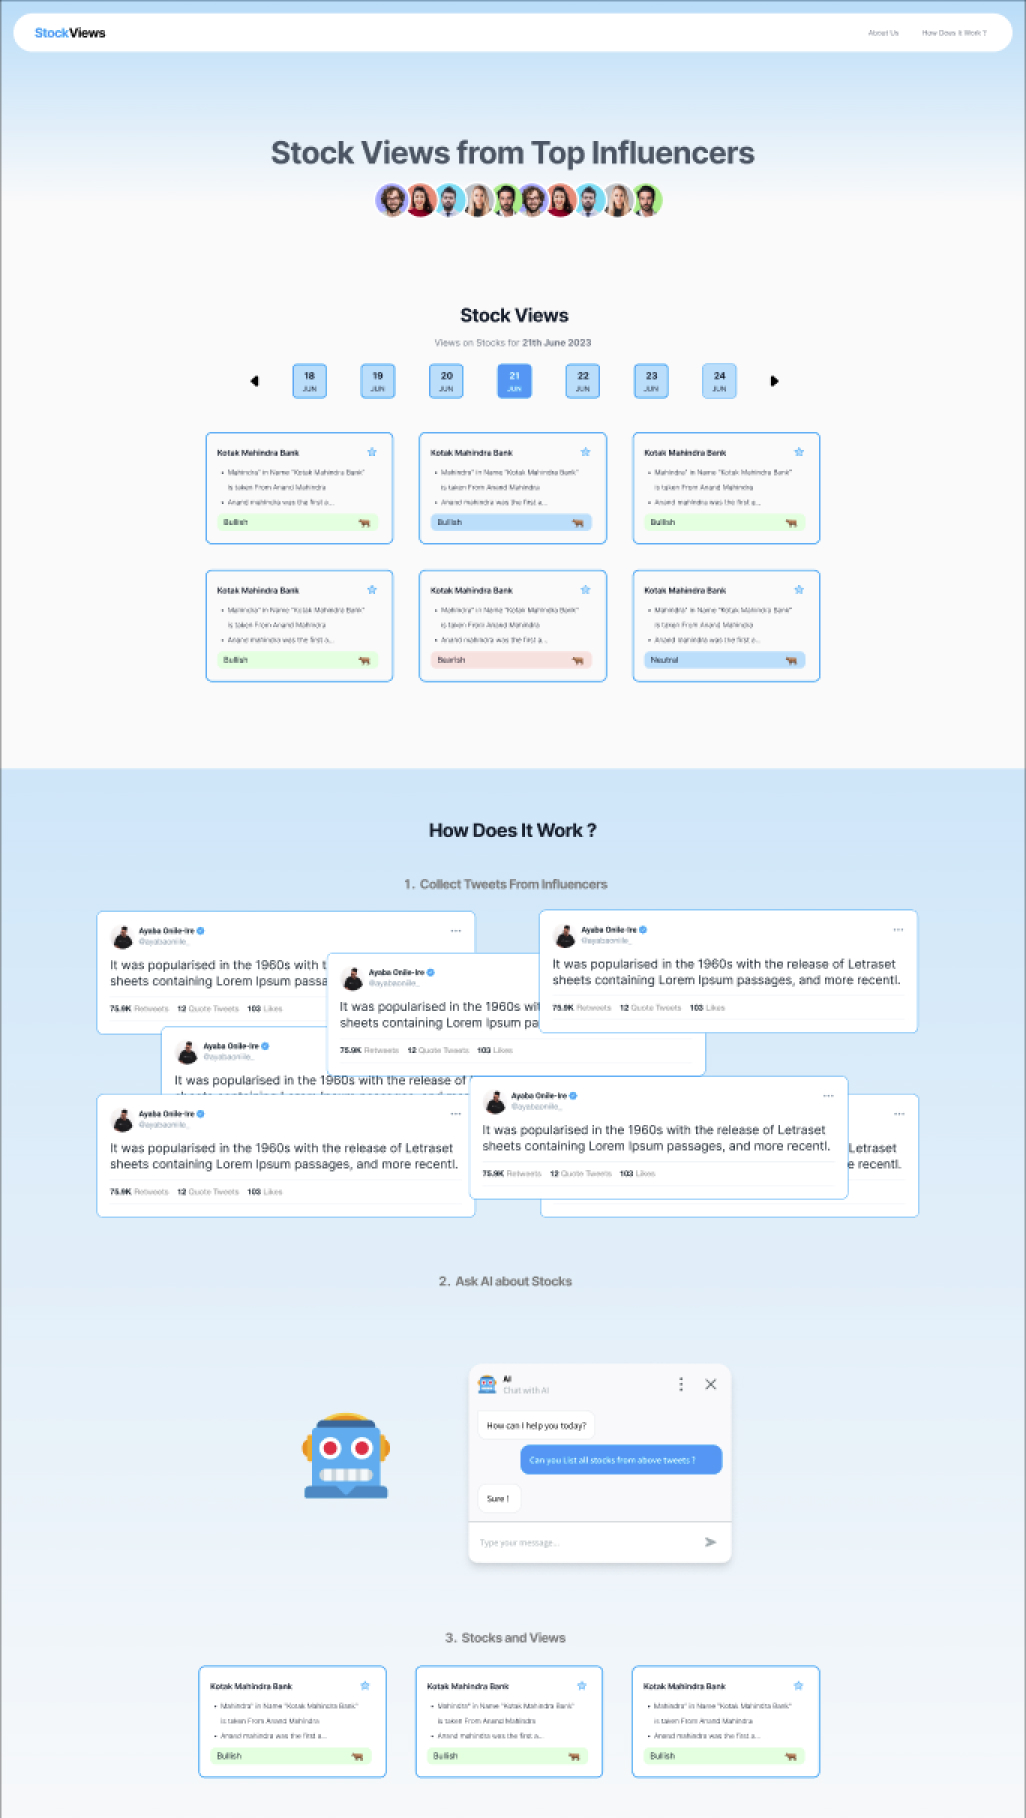 StockViews
About Us
How Does It Work ?
Stock Views from Top Influencers
Stock Views
Views on Stocks for 21th June 2023
18 19 20 21 22 23 24
JUN JUN JUN JUN JUN JUN JUN
Kotak Mahindra Bank
• Mahindra" in Name "Kotak Mahindra Bank"
is taken From Anand Mahindra
• Anand mahindra was the first a...
Bullish
Kotak Mahindra Bank
• Mahindra" in Name "Kotak Mahindra Bank"
is taken From Anand Mahindra
• Anand mahindra was the first a...
Bullish
Kotak Mahindra Bank
• Mahindra" in Name "Kotak Mahindra Bank"
is taken From Anand Mahindra
• Anand mahindra was the first a...
Bullish
Kotak Mahindra Bank
• Mahindra" in Name "Kotak Mahindra Bank"
is taken From Anand Mahindra
• Anand mahindra was the first a...
Bullish
Kotak Mahindra Bank
• Mahindra" in Name "Kotak Mahindra Bank"
is taken From Anand Mahindra
• Anand mahindra was the first a...
Bearish
Kotak Mahindra Bank
• Mahindra" in Name "Kotak Mahindra Bank"
is taken From Anand Mahindra
• Anand mahindra was the first a...
Neutral
How Does It Work ?
1. Collect Tweets From Influencers
Ayaba Onile-Ire
@ayabaonile_
It was popularised in the 1960s with t
sheets containing Lorem Ipsum passa
75.9K Retweets 12 Quote Tweets 103 Likes
Ayaba Onile-Ire
@ayabaonile_
It was popularised in the 1960s wit
sheets containing Lorem Ipsum pa
75.9K Retweets 12 Quote Tweets 103 Likes
Ayaba Onile-Ire
@ayabaonile_
It was popularised in the 1960s with the release of Letraset
sheets containing Lorem Ipsum passages, and more recentl.
75.9K Retweets 12 Quote Tweets 103 Likes
Ayaba Onile-Ire
@ayabaonile_
It was popularised in the 1960s with the release of
Ayaba Onile-Ire
@ayabaonile_
It was popularised in the 1960s with the release of Letraset
sheets containing Lorem Ipsum passages, and more recentl.
75.9K Retweets 12 Quote Tweets 103 Likes
Ayaba Onile-Ire
@ayabaonile_
It was popularised in the 1960s with the release of Letraset
sheets containing Lorem Ipsum passages, and more recentl.
75.9K Retweets 12 Quote Tweets 103 Likes
Letraset
e recentl.
2. Ask AI about Stocks
AI
Chat with AI
How can I help you today?
Can you List all stocks from above tweets ?
Sure !
Type your message...
3. Stocks and Views
Kotak Mahindra Bank
• Mahindra" in Name "Kotak Mahindra Bank"
is taken From Anand Mahindra
• Anand mahindra was the first a...
Bullish
Kotak Mahindra Bank
• Mahindra" in Name "Kotak Mahindra Bank"
is taken From Anand Mahindra
• Anand mahindra was the first a...
Bullish
Kotak Mahindra Bank
• Mahindra" in Name "Kotak Mahindra Bank"
is taken From Anand Mahindra
• Anand mahindra was the first a...
Bullish